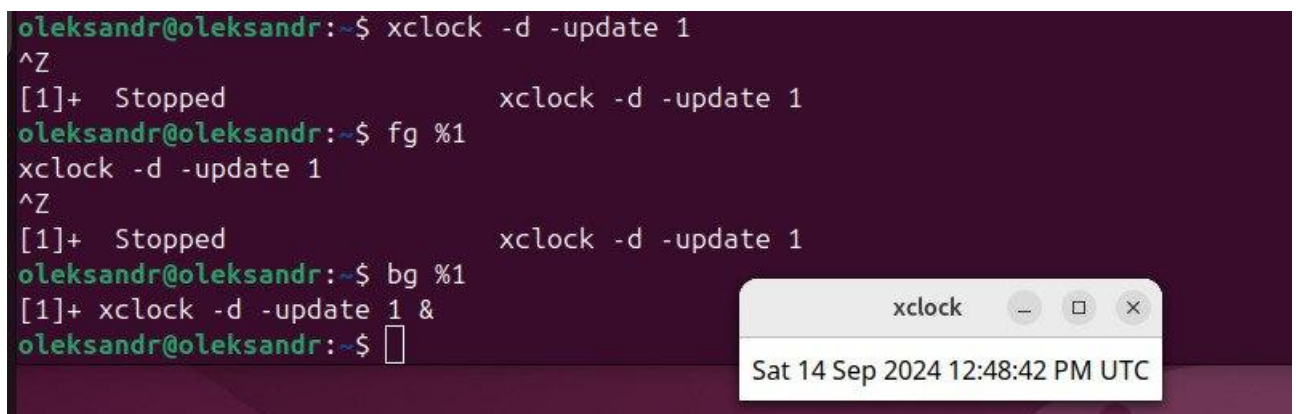 oleksandr@oleksandr:~$ xclock -d -update 1
^Z
[1]+  Stopped                 xclock -d -update 1
oleksandr@oleksandr:~$ fg %1
xclock -d -update 1
^Z
[1]+  Stopped                 xclock -d -update 1
oleksandr@oleksandr:~$ bg %1
[1]+ xclock -d -update 1 &
oleksandr@oleksandr:~$
xclock
Sat 14 Sep 2024 12:48:42 PM UTC